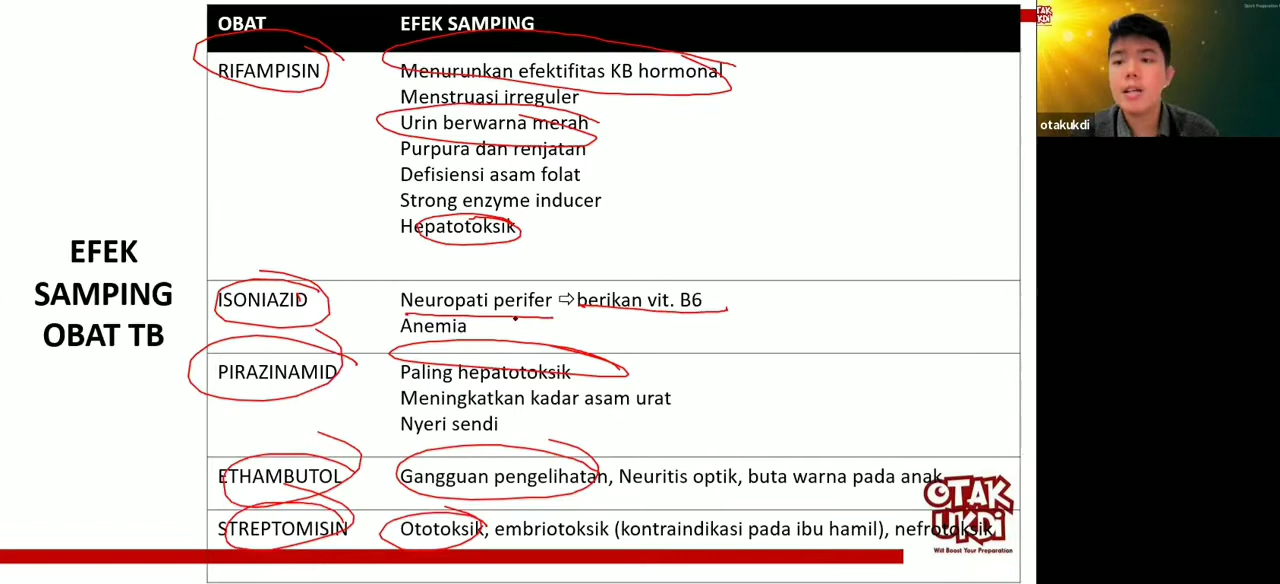 OBAT EFEK SAMPING
RIFAMPISIN Menurunkan efektifitas KB hormonal
Menstruasi irreguler
Urin berwarna merah
Purpura dan renjatan
Defisiensi asam folat
Strong enzyme inducer
Hepatotoksik
EFEK
SAMPING
OBAT TB
ISONIAZID Neuropati perifer ⇨berikan vit. B6
Anemia
PIRAZINAMID Paling hepatotoksik
Meningkatkan kadar asam urat
Nyeri sendi
ETHAMBUTOL Gangguan pengelihatan, Neuritis optik, buta warna pada anak
STREPTOMISIN Ototoksik, embriotoksik (kontraindikasi pada ibu hamil), nefrotoksik
OTAK
UKDI
Will Boost Your Preparation
otakukdi